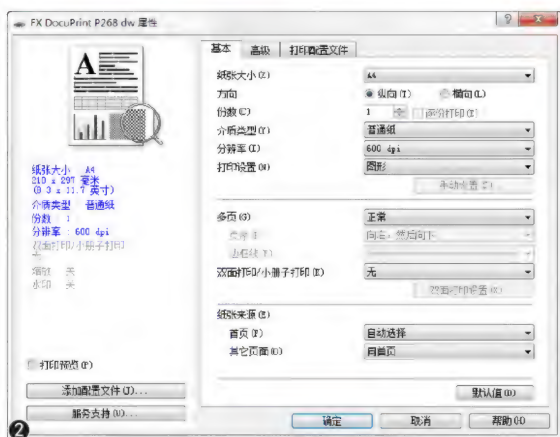 FX DocuPrint P268 dw 属性
基本
高级
打印配置文件
纸张大小(Z)
A4
方向
纵向(T)
横向(L)
份数(C)
1
逐份打印(E)
介质类型(Y)
普通纸
分辨率(I)
600 dpi
打印设置(N)
图形
多页(G)
正常
向右，然后向下
双面打印/小册子打印(K)
无
双面打印设置(X)
纸张来源(S)
首页(F)
自动选择
其它页面(O)
同首页
默认值(D)
确定
取消
帮助(H)
A
纸张大小 A4
210 x 297 毫米
(8.3 x 11.7 英寸)
介质类型 普通纸
份数：1
分辨率：600 dpi
双面打印/小册子打印
关
水印 关
打印预览(P)
添加配置文件(J)...
服务支持(U)...
2